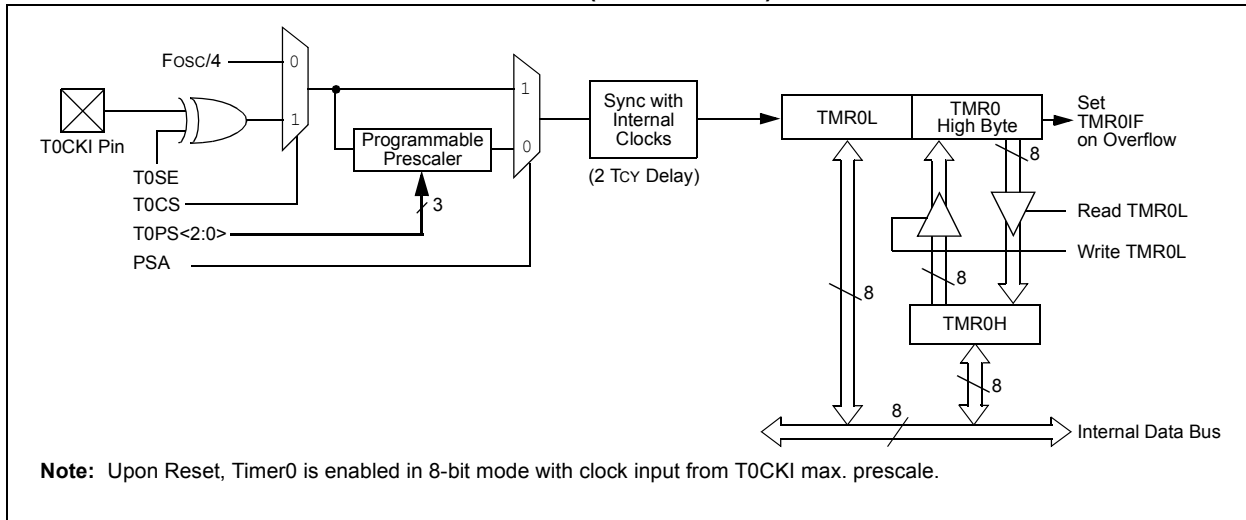 FOSC/4
0
1
T0CKI Pin
T0SE
T0CS
T0PS<2:0>
PSA
Programmable
Prescaler
3
1
0
Sync with
Internal
Clocks
(2 TCY Delay)
TMR0L
TMR0
High Byte
Set
TMR0IF
on Overflow
8
Read TMR0L
Write TMR0L
8
8
TMR0H
8
8
Internal Data Bus
Note: Upon Reset, Timer0 is enabled in 8-bit mode with clock input from T0CKI max. prescale.